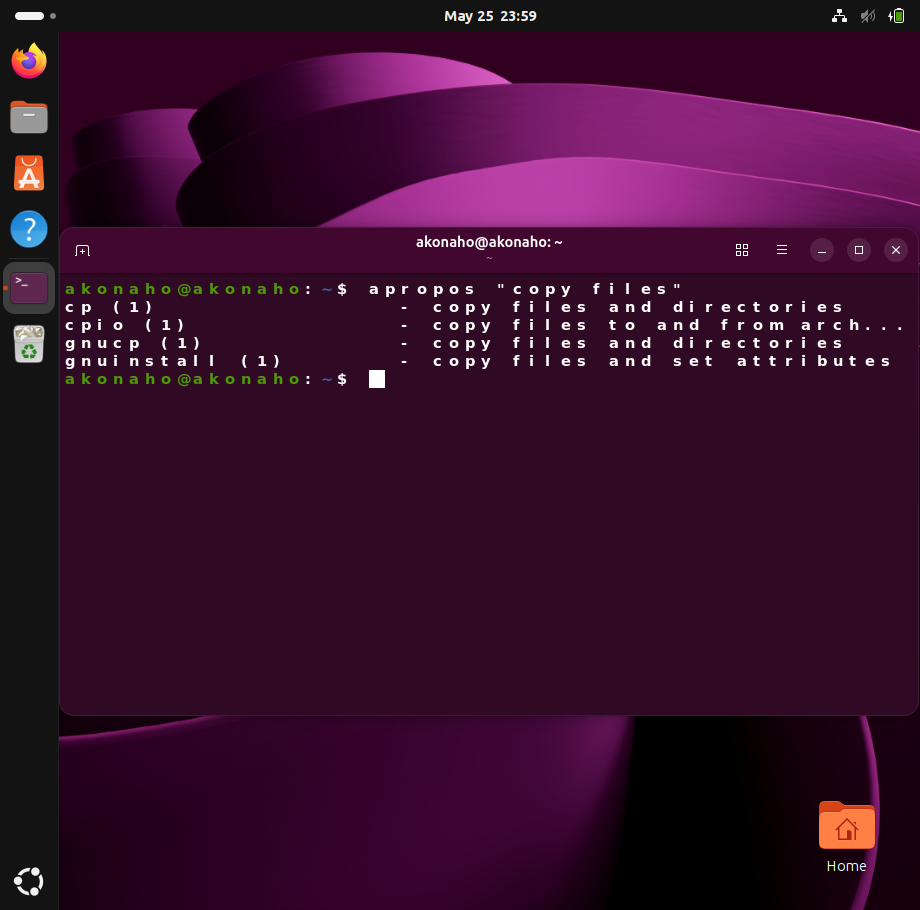 May 25 23:59
akonaho@akonaho: ~
~
akonaho@akonaho:~$ apropos "copy files"
cp (1)               - copy files and directories
cpio (1)             - copy files to and from arch...
gnucp (1)            - copy files and directories
gnuinstall (1)       - copy files and set attributes
akonaho@akonaho:~$
Home